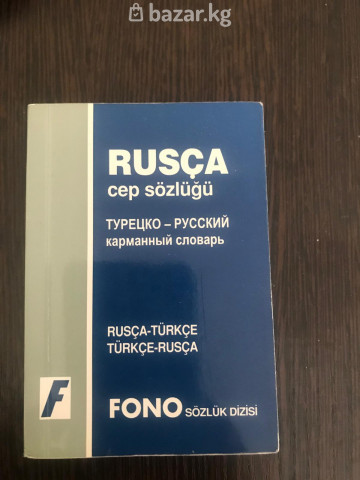 bazar.kg
RUSÇA
cep sözlüğü
ТУРЕЦКО – РУССКИЙ
карманный словарь
RUSÇA-TÜRKÇE
TÜRKÇE-RUSÇA
F
FONO SÖZLÜK DİZİSİ